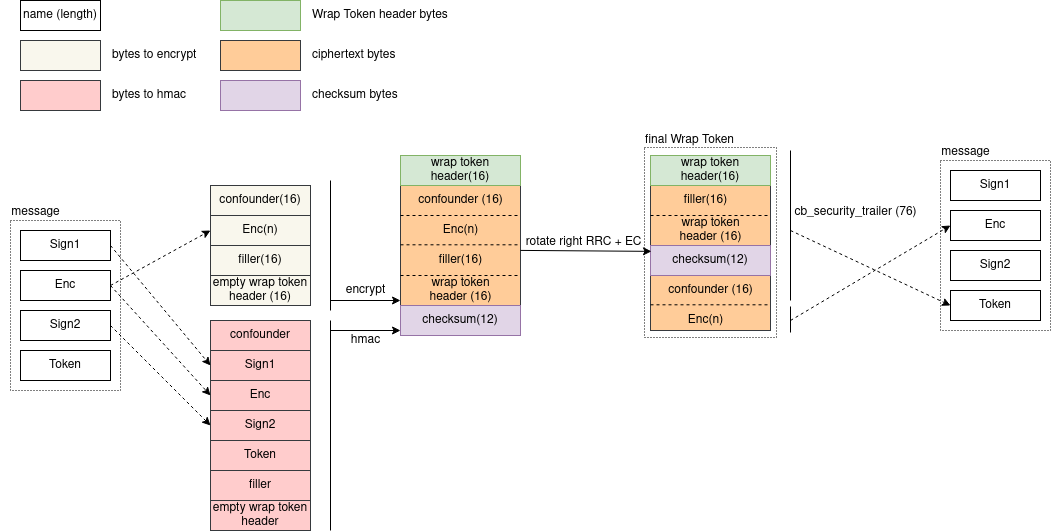 name (length)
Wrap Token header bytes
bytes to encrypt
ciphertext bytes
bytes to hmac
checksum bytes
message
Sign1
Enc
Sign2
Token
confounder(16)
Enc(n)
filler(16)
empty wrap token
header (16)
confounder
Sign1
Enc
Sign2
Token
filler
empty wrap token
header
encrypt
hmac
wrap token
header(16)
confounder (16)
Enc(n)
filler(16)
wrap token
header (16)
checksum(12)
rotate right RRC + EC
final Wrap Token
wrap token
header(16)
filler(16)
wrap token
header (16)
checksum(12)
confounder (16)
Enc(n)
cb_security_trailer (76)
message
Sign1
Enc
Sign2
Token